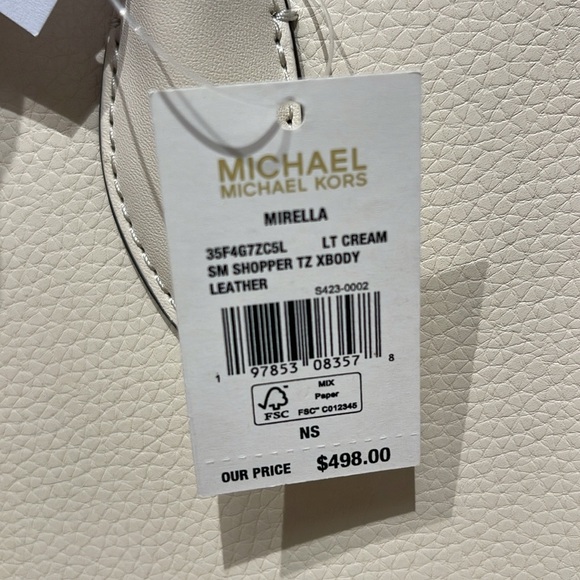 MICHAEL
MICHAEL KORS
MIRELLA
35F4G7ZC5L LT CREAM
SM SHOPPER TZ XBODY
LEATHER
S423-0002
1 97853 08357 8
FSC
MIX
Paper
FSC™ C012345
NS
OUR PRICE $498.00